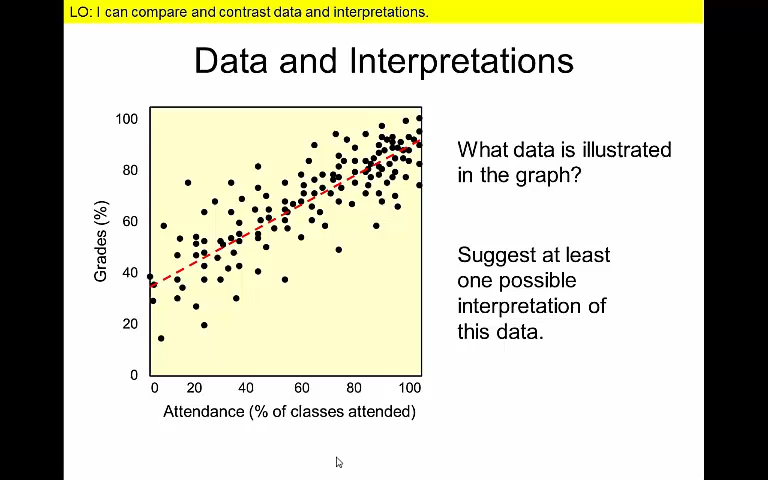 LO: I can compare and contrast data and interpretations.
Data and Interpretations
100
80
60
40
20
0
Grades (%)
0 20 40 60 80 100
Attendance (% of classes attended)
What data is illustrated
in the graph?
Suggest at least
one possible
interpretation of
this data.